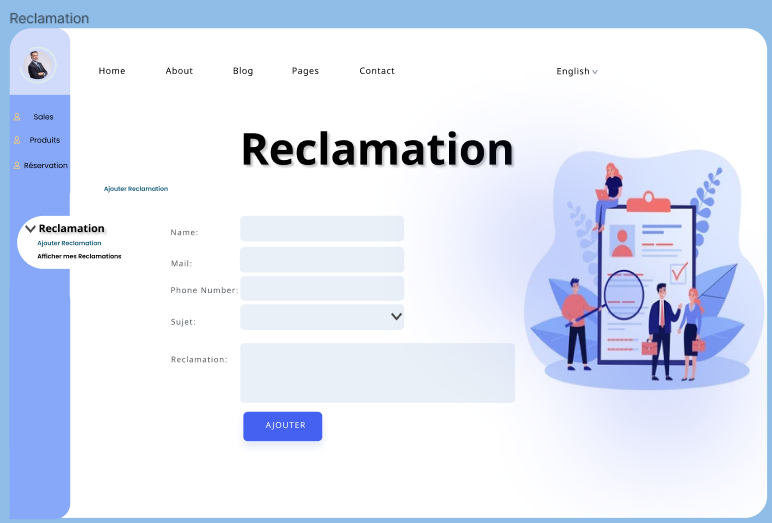 Reclamation
Home About Blog Pages Contact English
Sales
Produits
Réservation
Reclamation
Ajouter Reclamation
Reclamation
Ajouter Reclamation
Afficher mes Reclamations
Name:
Mail:
Phone Number:
Sujet:
Reclamation:
AJOUTER